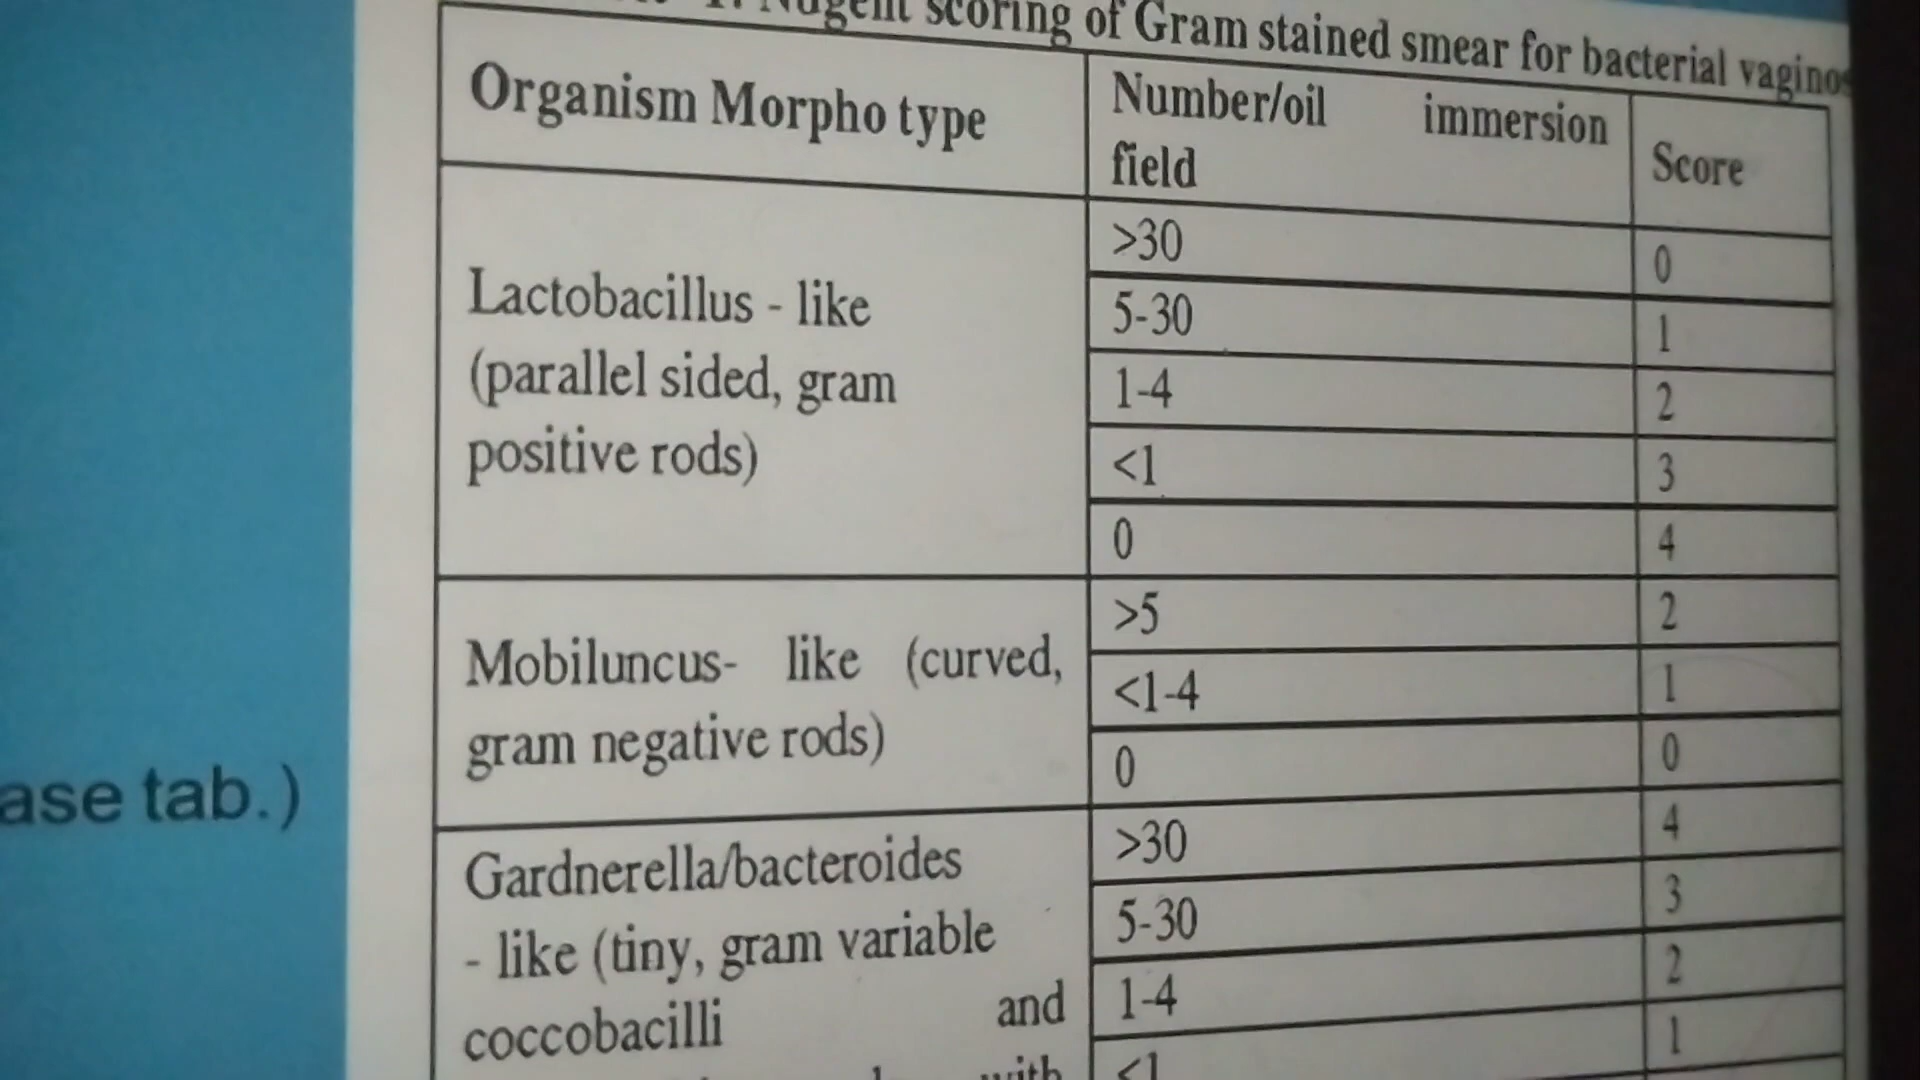 Nugent scoring of Gram stained smear for bacterial
Organism Morpho type
Number/oil immersion
field
Score
Lactobacillus - like
(parallel sided, gram
positive rods)
>30
0
5-30
1
1-4
2
<1
3
0
4
Mobiluncus- like (curved,
gram negative rods)
>5
2
<1-4
1
0
0
Gardnerella/bacteroides
- like (tiny, gram variable
coccobacilli and
with
>30
4
5-30
3
1-4
2
<1
1
ase tab.)